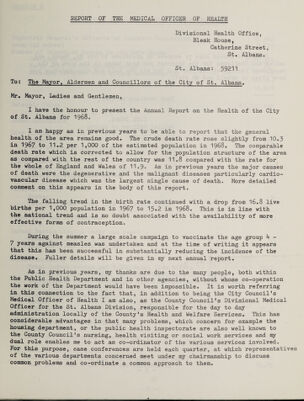 REPORT OF THE MEDICAL OFFICER OF HEALTH
Divisional Health Office,
Bleak House,
Catherine Street,
St. Albans.
St. Albans: 59211
To: The Mayor, Aldermen and Councillors of the City of St. Albans.
Mr. Mayor, Ladies and Gentlemen,
I have the honour to present the Annual Report on the Health of the City
of St. Albans for 1968.
I am happy as in previous years to be able to report that the general
health of the area remains good. The crude death rate rose slightly from 10.3
in 1967 to 11.2 per 1,000 of the estimated population in 1968. The comparable
death rate which is corrected to allow for the population structure of the area
as compared with the rest of the country was 11.8 compared with the rate for
the whole of England and Wales of 11.9. As in previous years the major causes
of death were the degenerative and the malignant diseases particularly cardio-
vascular disease which was the largest single cause of death. More detailed
comment on this appears in the body of this report.
The falling trend in the birth rate continued with a drop from 16.8 live
births per 1,000 population in 1967 to 15.2 in 1968. This is in line with
the national trend and is no doubt associated with the availability of more
effective forms of contraception.
During the summer a large scale campaign to vaccinate the age group 4 -
7 years against measles was undertaken and at the time of writing it appears
that this has been successful in substantially reducing the incidence of the
disease. Fuller details will be given in my next annual report.
As in previous years, my thanks are due to the many people, both within
the Public Health Department and in other agencies, without whose co-operation
the work of the Department would have been impossible. It is worth referring
in this connection to the fact that, in addition to being the City Council's
Medical Officer of Health I am also, as the County Council's Divisional Medical
Officer for the St. Albans Division, responsible for the day to day
administration locally of the County's Health and Welfare Services. This has
considerable advantages in that many problems, which concern for example the
housing department, or the public health inspectorate are also well known to
the County Council's nursing, health visiting or social work services and my
dual role enables me to act as co-ordinator of the various services involved.
For this purpose, case conferences are held each quarter, at which representatives
of the various departments concerned meet under my chairmanship to discuss
common problems and co-ordinate a common approach to them.